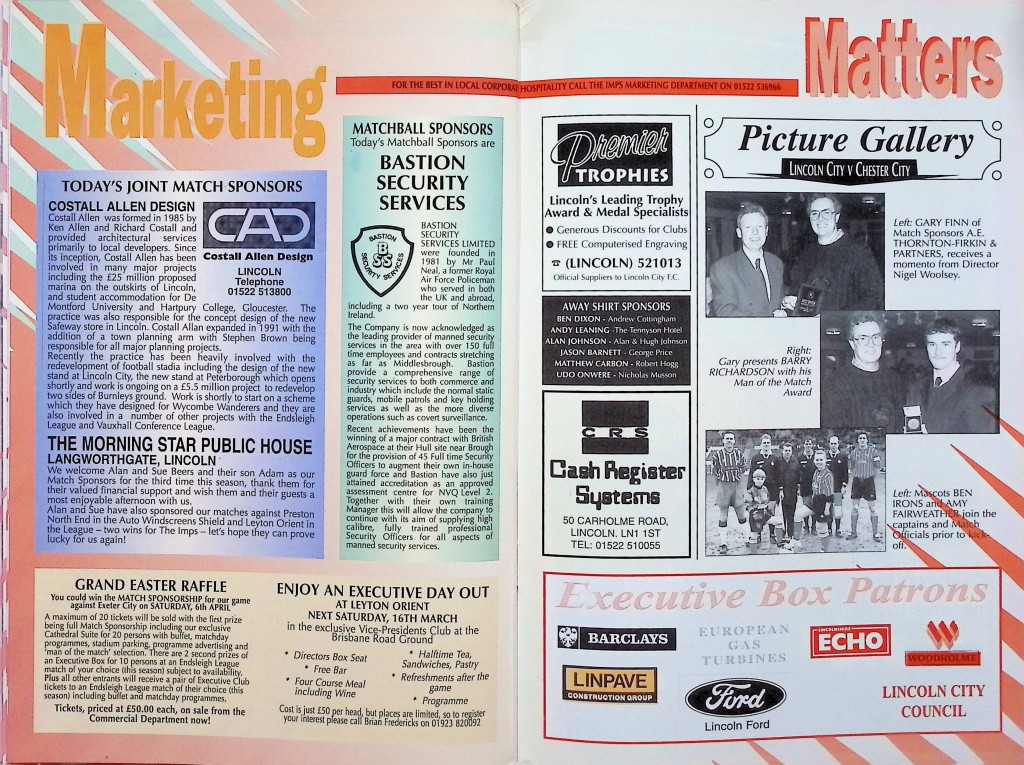 Marketing
FOR THE BEST IN LOCAL CORPORATE HOSPITALITY CALL THE IMPS MARKETING DEPARTMENT ON 01522 536966
Matters
TODAY'S JOINT MATCH SPONSORS
COSTALL ALLEN DESIGN
Costall Allen was formed in 1985 by
Ken Allen and Richard Costall and
provided architectural services
primarily to local developers. Since
its inception, Costall Allen has been
involved in many major projects
including the £25 million proposed
marina on the outskirts of Lincoln,
and student accommodation for De
Montford University and Hartpury College, Gloucester. The
practice was also responsible for the concept design of the new
Safeway store in Lincoln. Costall Allan expanded in 1991 with the
addition of a town planning arm with Stephen Brown being
responsible for all major planning projects.
Recently the practice has been heavily involved with the
redevelopment of football stadia including the design of the new
stand at Lincoln City, the new stand at Peterborough which opens
shortly and work is ongoing on a £5.5 million project to redevelop
two sides of Burnleys ground. Work is shortly to start on a scheme
which they have designed for Wycombe Wanderers and they are
also involved in a number of other projects with the Endsleigh
League and Vauxhall Conference League.
CAD
Costall Allen Design
LINCOLN
Telephone
01522 513800
THE MORNING STAR PUBLIC HOUSE
LANGWORTHGATE, LINCOLN
We welcome Alan and Sue Beers and their son Adam as our
Match Sponsors for the third time this season, thank them for
their valued financial support and wish them and their guests a
most enjoyable afternoon with us.
Alan and Sue have also sponsored our matches against Preston
North End in the Auto Windscreens Shield and Leyton Orient in
the League – two wins for The Imps – let's hope they can prove
lucky for us again!
MATCHBALL SPONSORS
Today's Matchball Sponsors are
BASTION
SECURITY
SERVICES
BASTION
BSS
SECURITY SERVICES
BASTION
SECURITY
SERVICES LIMITED
were founded in
1981 by Mr Paul
Neal, a former Royal
Air Force Policeman
who served in both
the UK and abroad,
including a two year tour of Northern
Ireland.
The Company is now acknowledged as
the leading provider of manned security
services in the area with over 150 full
time employees and contracts stretching
as far as Middlesbrough. Bastion
provide a comprehensive range of
security services to both commerce and
industry which include the normal static
guards, mobile patrols and key holding
services as well as the more diverse
operations such as covert surveillance.
Recent achievements have been the
winning of a major contract with British
Aerospace at their Hull site near Brough
for the provision of 45 Full time Security
Officers to augment their own in-house
guard force and Bastion have also just
attained accreditation as an approved
assessment centre for NVQ Level 2.
Together with their own training
Manager this will allow the company to
continue with its aim of supplying high
calibre, fully trained professional
Security Officers for all aspects of
manned security services.
GRAND EASTER RAFFLE
You could win the MATCH SPONSORSHIP for our game
against Exeter City on SATURDAY, 6th APRIL
A maximum of 20 tickets will be sold with the first prize
being full Match Sponsorship including our exclusive
Cathedral Suite for 20 persons with buffet, matchday
programmes, stadium parking, programme advertising and
'man of the match' selection. There are 2 second prizes of
an Executive Box for 10 persons at an Endsleigh League
match of your choice (this season) subject to availability.
Plus all other entries will receive a pair of Executive Club
tickets to an Endsleigh League match of their choice (this
season) including buffet and matchday programmes.
Tickets, priced at £50.00 each, on sale from the
Commercial Department now!
ENJOY AN EXECUTIVE DAY OUT
AT LEYTON ORIENT
NEXT SATURDAY, 16TH MARCH
in the exclusive Vice-Presidents Club at the
Brisbane Road Ground
• Directors Box Seat
• Free Bar
• Four Course Meal
Including Wine
• Halftime Tea,
Sandwiches, Pastry
• Refreshments after the
game
• Programme
Cost is just £50 per head, but places are limited, so to register
your interest please call Brian Fredericks on 01923 820092
Premier
TROPHIES
Lincoln's Leading Trophy
Award & Medal Specialists
● Generous Discounts for Clubs
● FREE Computerised Engraving
☎ (LINCOLN) 521013
Official Suppliers to Lincoln City F.C.
AWAY SHIRT SPONSORS
BEN DIXON - Andrew Cottingham
ANDY LEANING -The Tennyson Hotel
ALAN JOHNSON - Alan & Hugh Johnson
JASON BARNETT - George Price
MATTHEW CARBON - Robert Hogg
UDO ONWERE - Nicholas Musson
CRS
Cash Register
Systems
50 CARHOLME ROAD,
LINCOLN. LN1 1ST
TEL: 01522 510055
Picture Gallery
LINCOLN CITY V CHESTER CITY
Left: GARY FINN of
Match Sponsors A.E.
THORNTON-FIRKIN &
PARTNERS, receives a
momento from Director
Nigel Woolsey.
Right:
Gary presents BARRY
RICHARDSON with his
Man of the Match
Award
Left: Mascots BEN
IRONS and AMY
FAIRWEATHER join the
captains and Match
Officials prior to kick-
off.
Executive Box Patrons
BARCLAYS
EUROPEAN
GAS
TURBINES
LINCOLNSHIRE
ECHO
WOODHOLME
LINPAVE
CONSTRUCTION GROUP
Ford
Lincoln Ford
LINCOLN CITY
COUNCIL